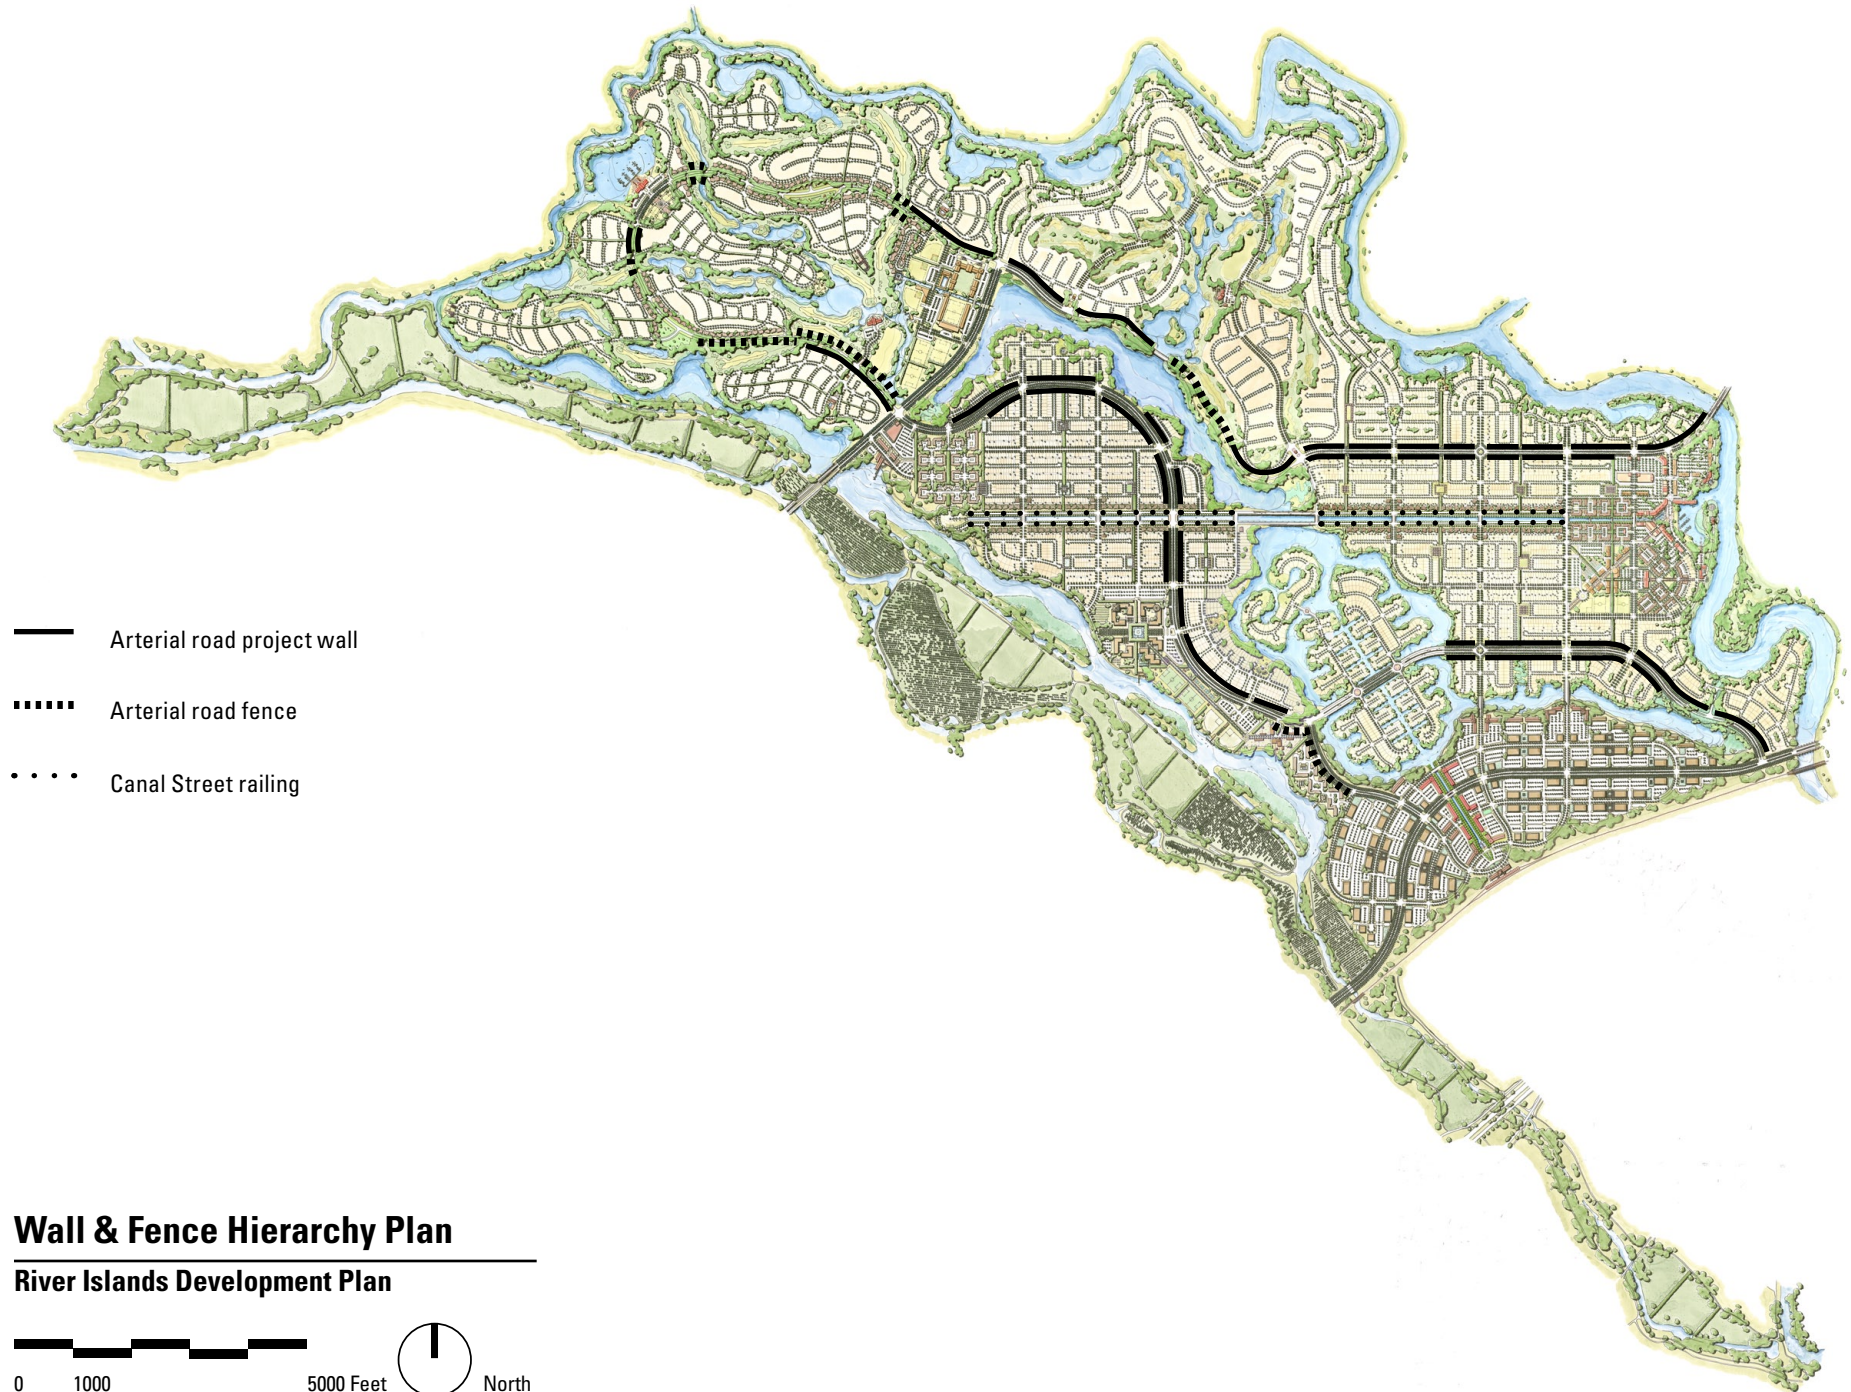 Arterial road project wall
Arterial road fence
Canal Street railing
Wall & Fence Hierarchy Plan
River Islands Development Plan
0 1000 5000 Feet North